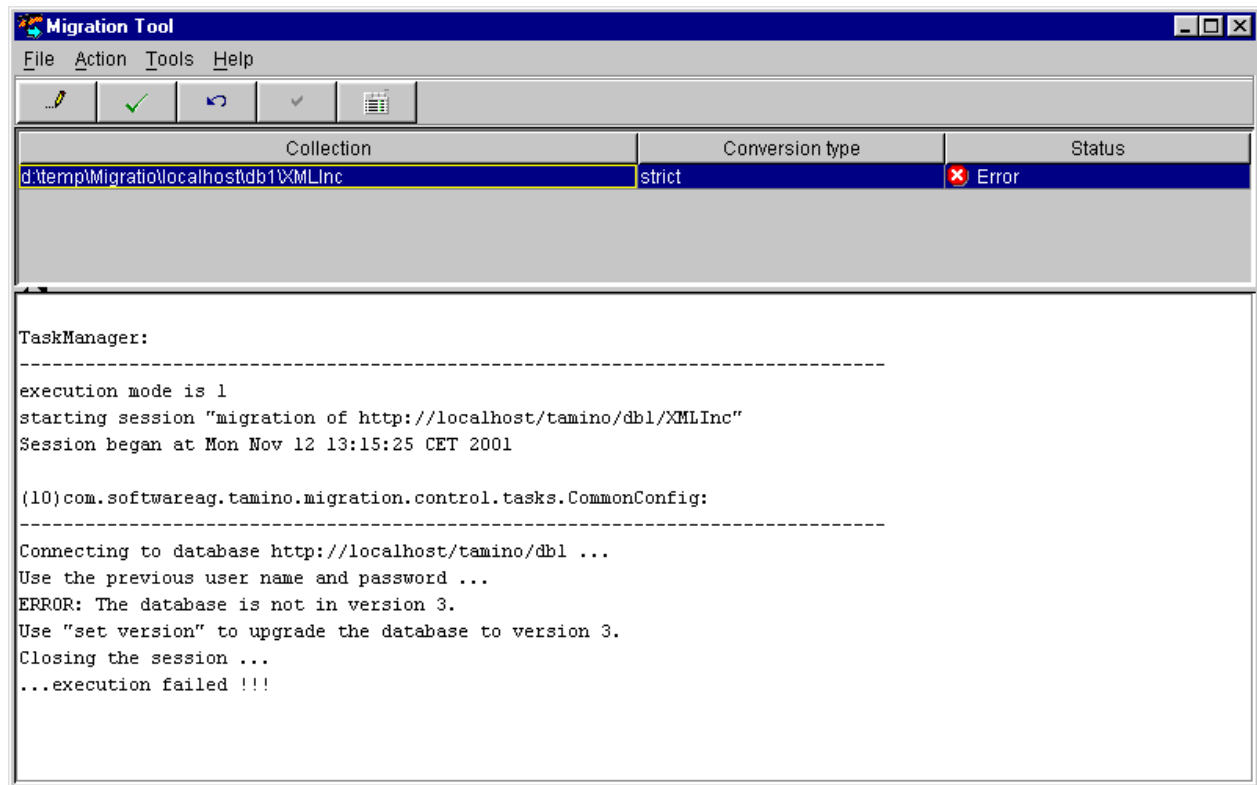 Migration Tool
File Action Tools Help
Collection Conversion type Status
d:\temp\Migratio\localhost\db1\XMLInc strict Error
TaskManager:
-------------------------------------------------------------------------------
execution mode is 1
starting session "migration of http://localhost/tamino/db1/XMLInc"
Session began at Mon Nov 12 13:15:25 CET 2001
(10)com.softwareag.tamino.migration.control.tasks.CommonConfig:
-------------------------------------------------------------------------------
Connecting to database http://localhost/tamino/db1 ...
Use the previous user name and password ...
ERROR: The database is not in version 3.
Use "set version" to upgrade the database to version 3.
Closing the session ...
...execution failed !!!